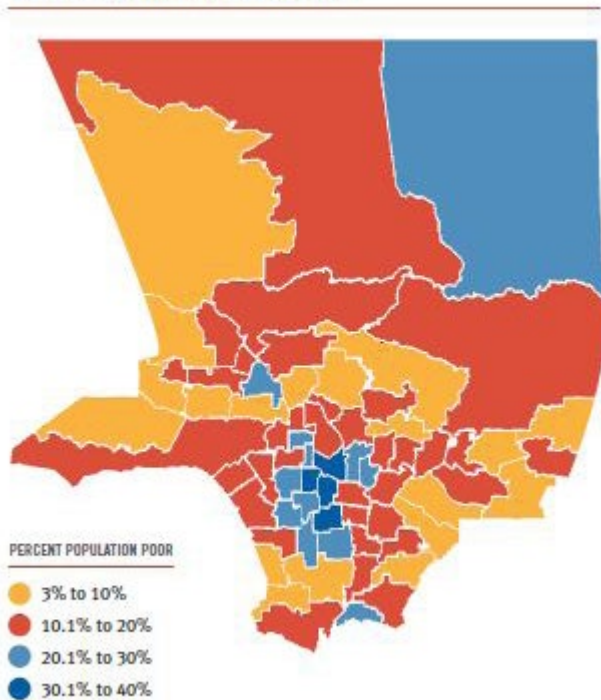 PERCENT POPULATION POOR
3% to 10%
10.1% to 20%
20.1% to 30%
30.1% to 40%